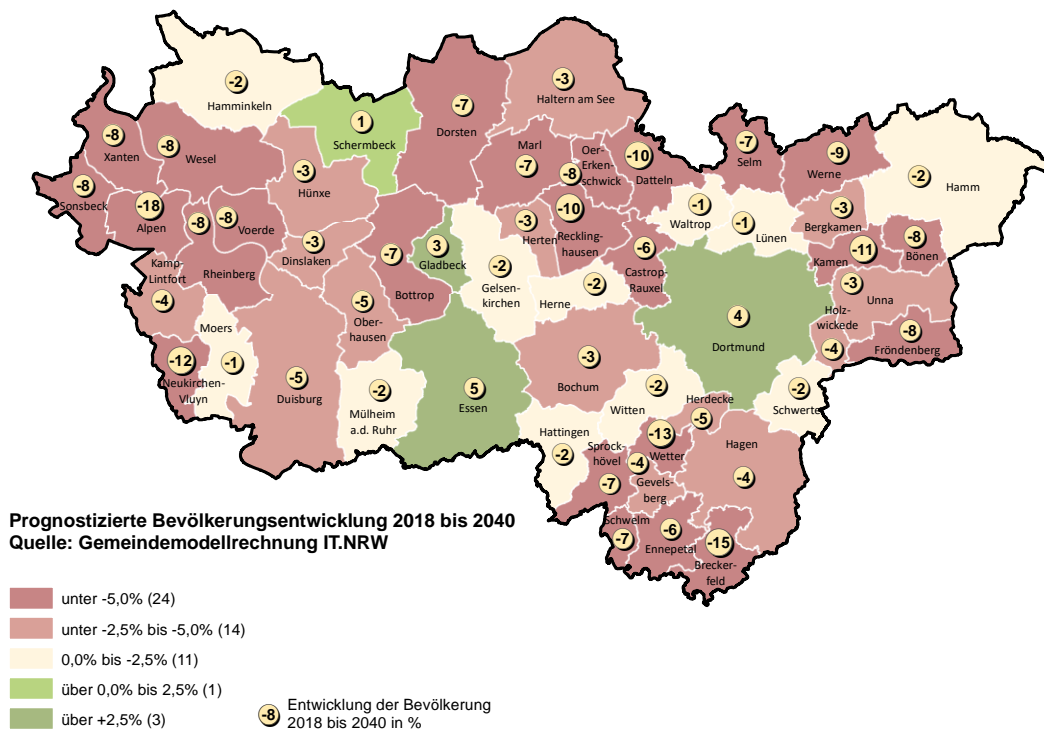 -2
Hamminkeln
1
Schermbeck
-7
Dorsten
-3
Haltern am See
-8
Xanten
-8
Wesel
-3
Hünxe
Marl
-7
Oer-
Erken-
schwick
-8
-10
Datteln
-7
Selm
-9
Werne
-2
Hamm
-8
Sonsbeck
-18
Alpen
-8
Rheinberg
-8
Voerde
-3
Dinslaken
-7
Bottrop
3
Gladbeck
-2
Gelsen-
kirchen
-3
Herten
-10
Reckling-
hausen
-6
Castrop-
Rauxel
-1
Waltrop
-1
Lünen
-3
Bergkamen
-11
Kamen
-8
Bönen
Kamp-
Lintfort
-4
Moers
-1
-12
Neukirchen-
Vluyn
-5
Duisburg
-5
Ober-
hausen
-2
Mülheim
a.d. Ruhr
5
Essen
Herne
-2
-3
Bochum
4
Dortmund
-3
Unna
Holz-
wickede
-4
-8
Fröndenberg
-2
Witten
Herdecke
-5
-2
Schwerte
Hattingen
-2
Sprock-
hövel
-7
-13
Wetter
-4
Gevels-
berg
Hagen
-4
Schwelm
-7
-6
Ennepetal
-15
Brecker-
feld
Prognostizierte Bevölkerungsentwicklung 2018 bis 2040
Quelle: Gemeindemodellrechnung IT.NRW
unter -5,0% (24)
unter -2,5% bis -5,0% (14)
0,0% bis -2,5% (11)
über 0,0% bis 2,5% (1)
über +2,5% (3)
-8 Entwicklung der Bevölkerung
2018 bis 2040 in %